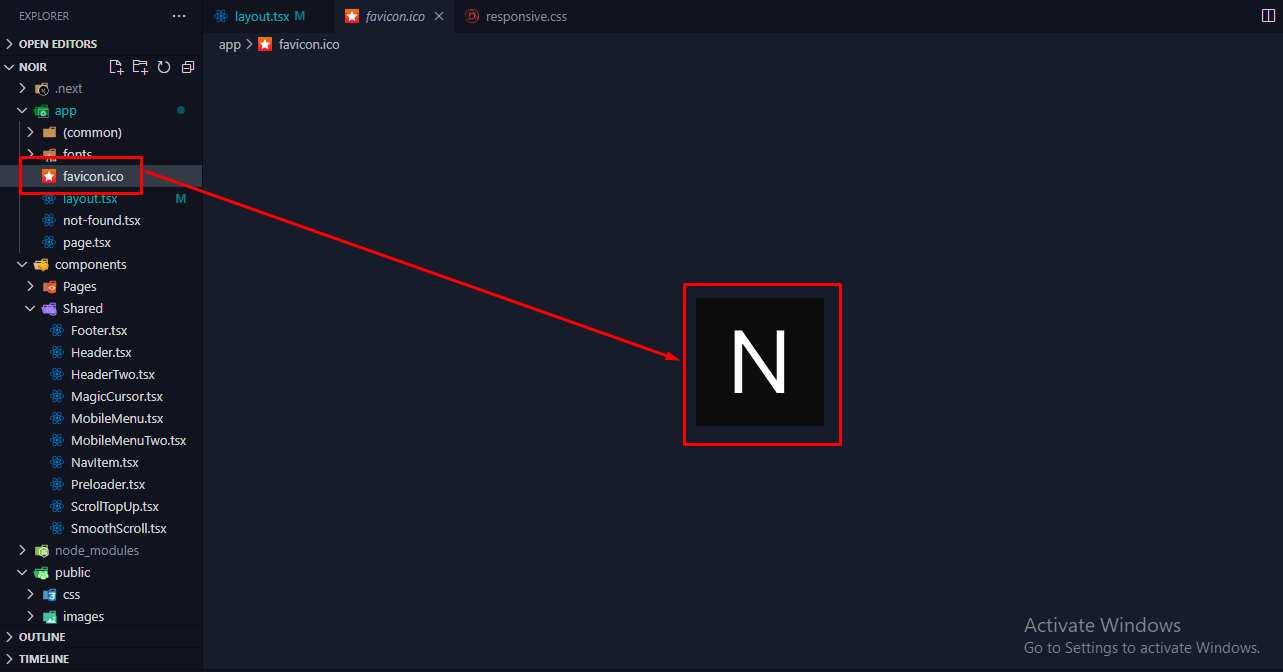 EXPLORER
layout.tsx M
favicon.ico
responsive.css
OPEN EDITORS
app > favicon.ico
NOIR
.next
app
(common)
fonts
favicon.ico
layout.tsx M
not-found.tsx
page.tsx
components
Pages
Shared
Footer.tsx
Header.tsx
HeaderTwo.tsx
MagicCursor.tsx
MobileMenu.tsx
MobileMenuTwo.tsx
NavItem.tsx
Preloader.tsx
ScrollTopUp.tsx
SmoothScroll.tsx
node_modules
public
css
images
OUTLINE
TIMELINE
N
Activate Windows
Go to Settings to activate Windows.